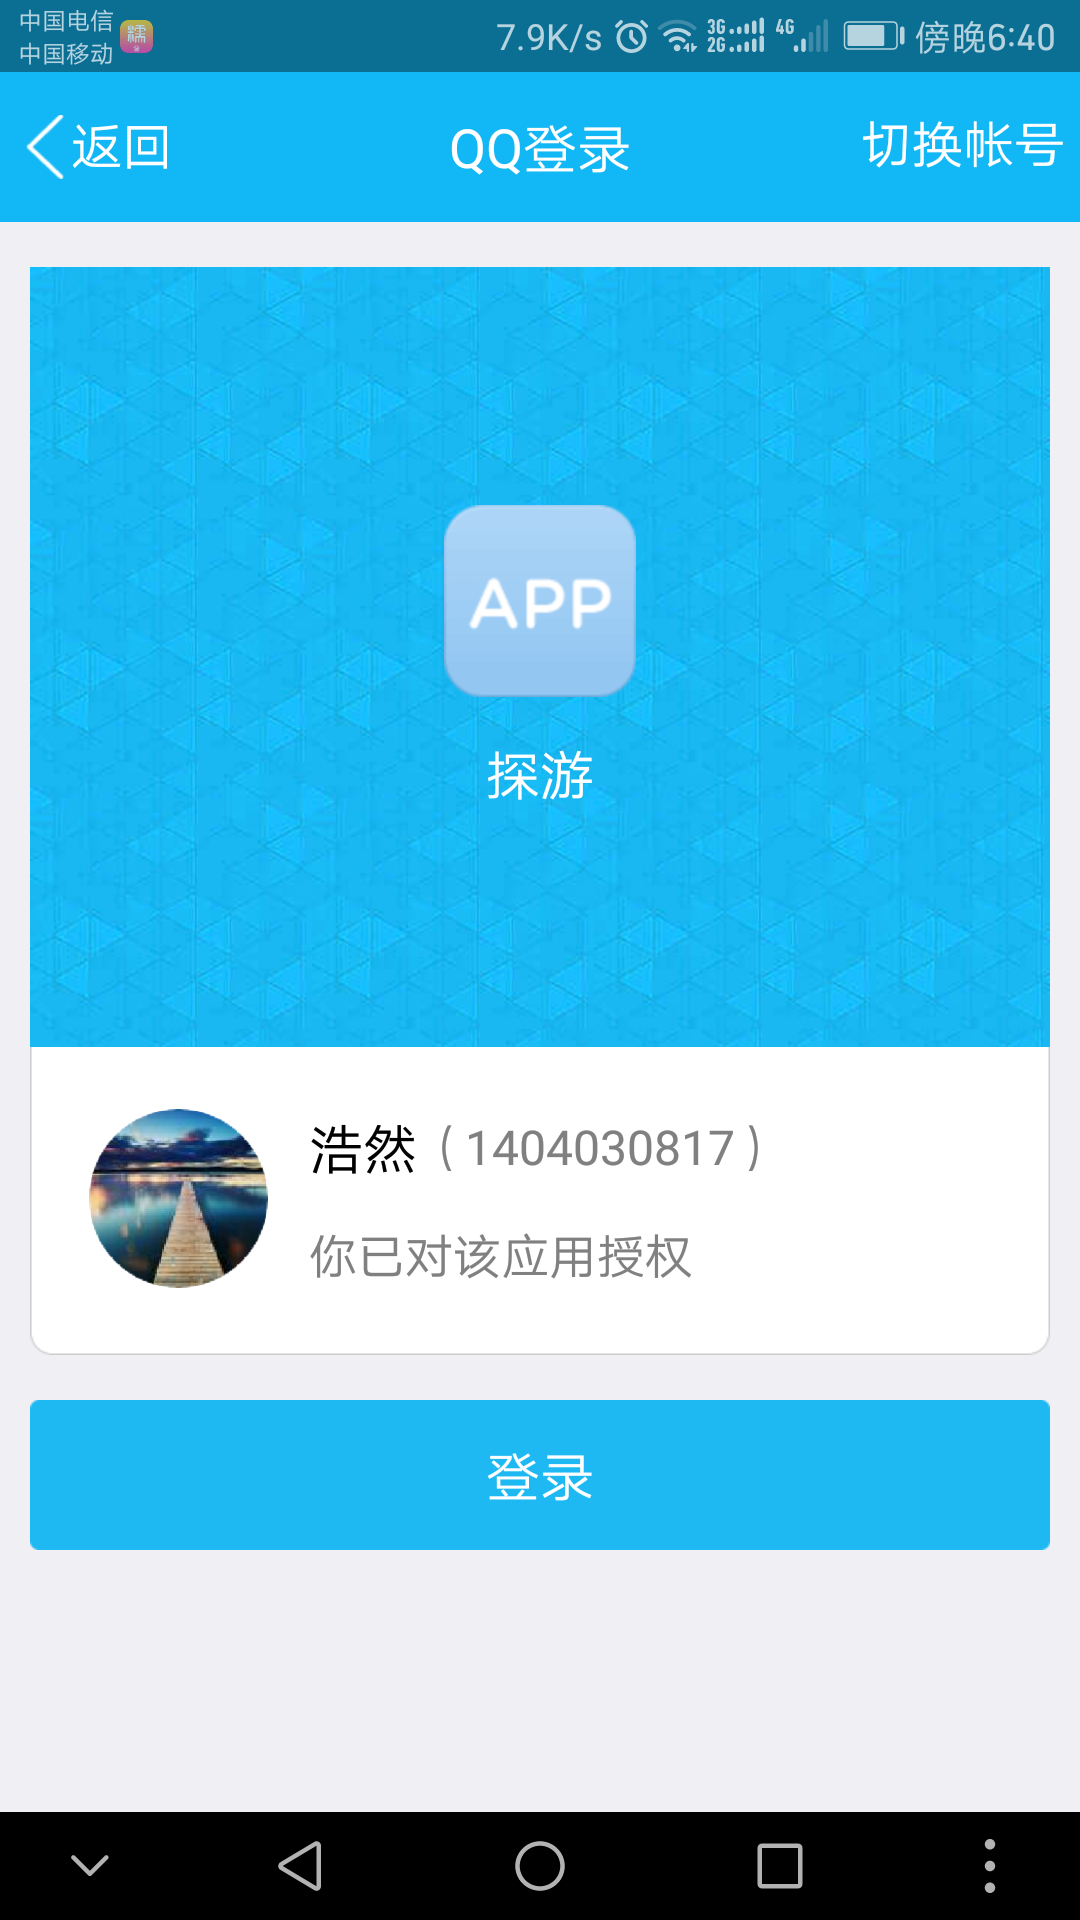 中国电信
中国移动
糯
7.9K/s 3G 2G 4G 傍晚6:40
返回 QQ登录 切换帐号
APP
探游
浩然（1404030817）
你已对该应用授权
登录